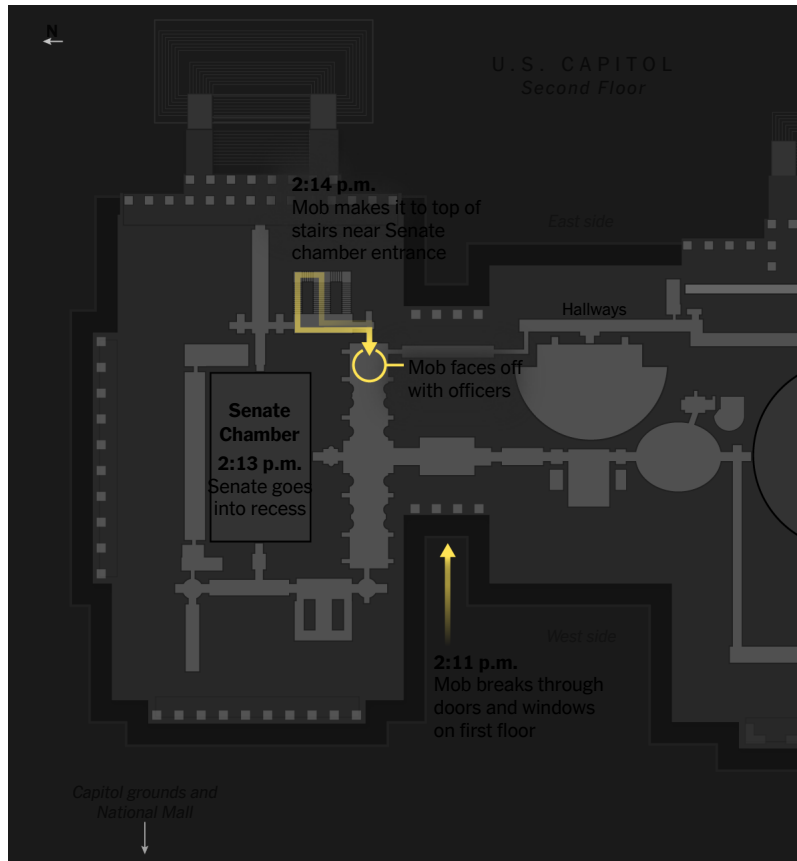 N
U.S. CAPITOL
Second Floor
2:14 p.m.
Mob makes it to top of
stairs near Senate
chamber entrance
East side
Hallways
Mob faces off
with officers
Senate
Chamber
2:13 p.m.
Senate goes
into recess
West side
2:11 p.m.
Mob breaks through
doors and windows
on first floor
Capitol grounds and
National Mall